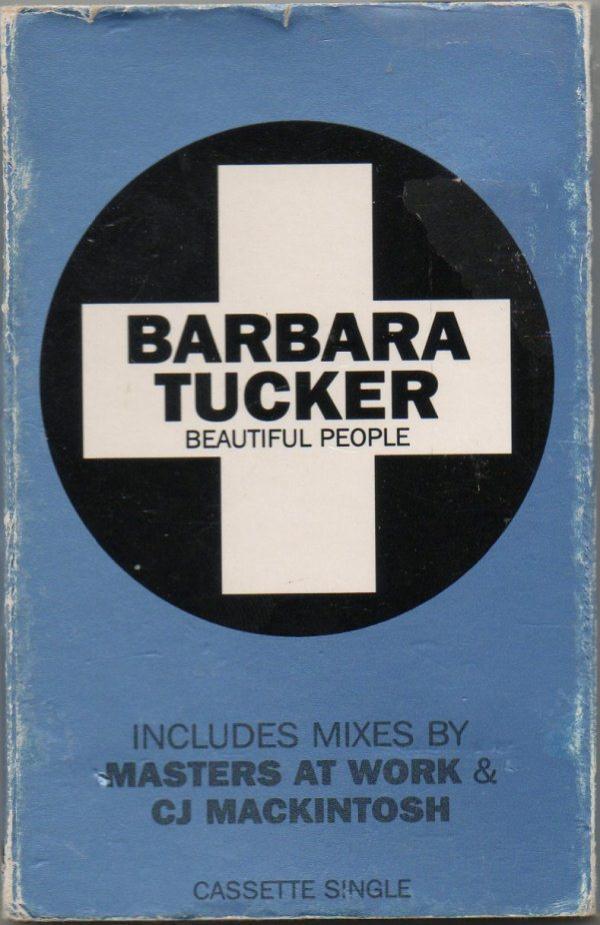 BARBARA
TUCKER
BEAUTIFUL PEOPLE
INCLUDES MIXES BY
MASTERS AT WORK &
CJ MACKINTOSH
CASSETTE SINGLE